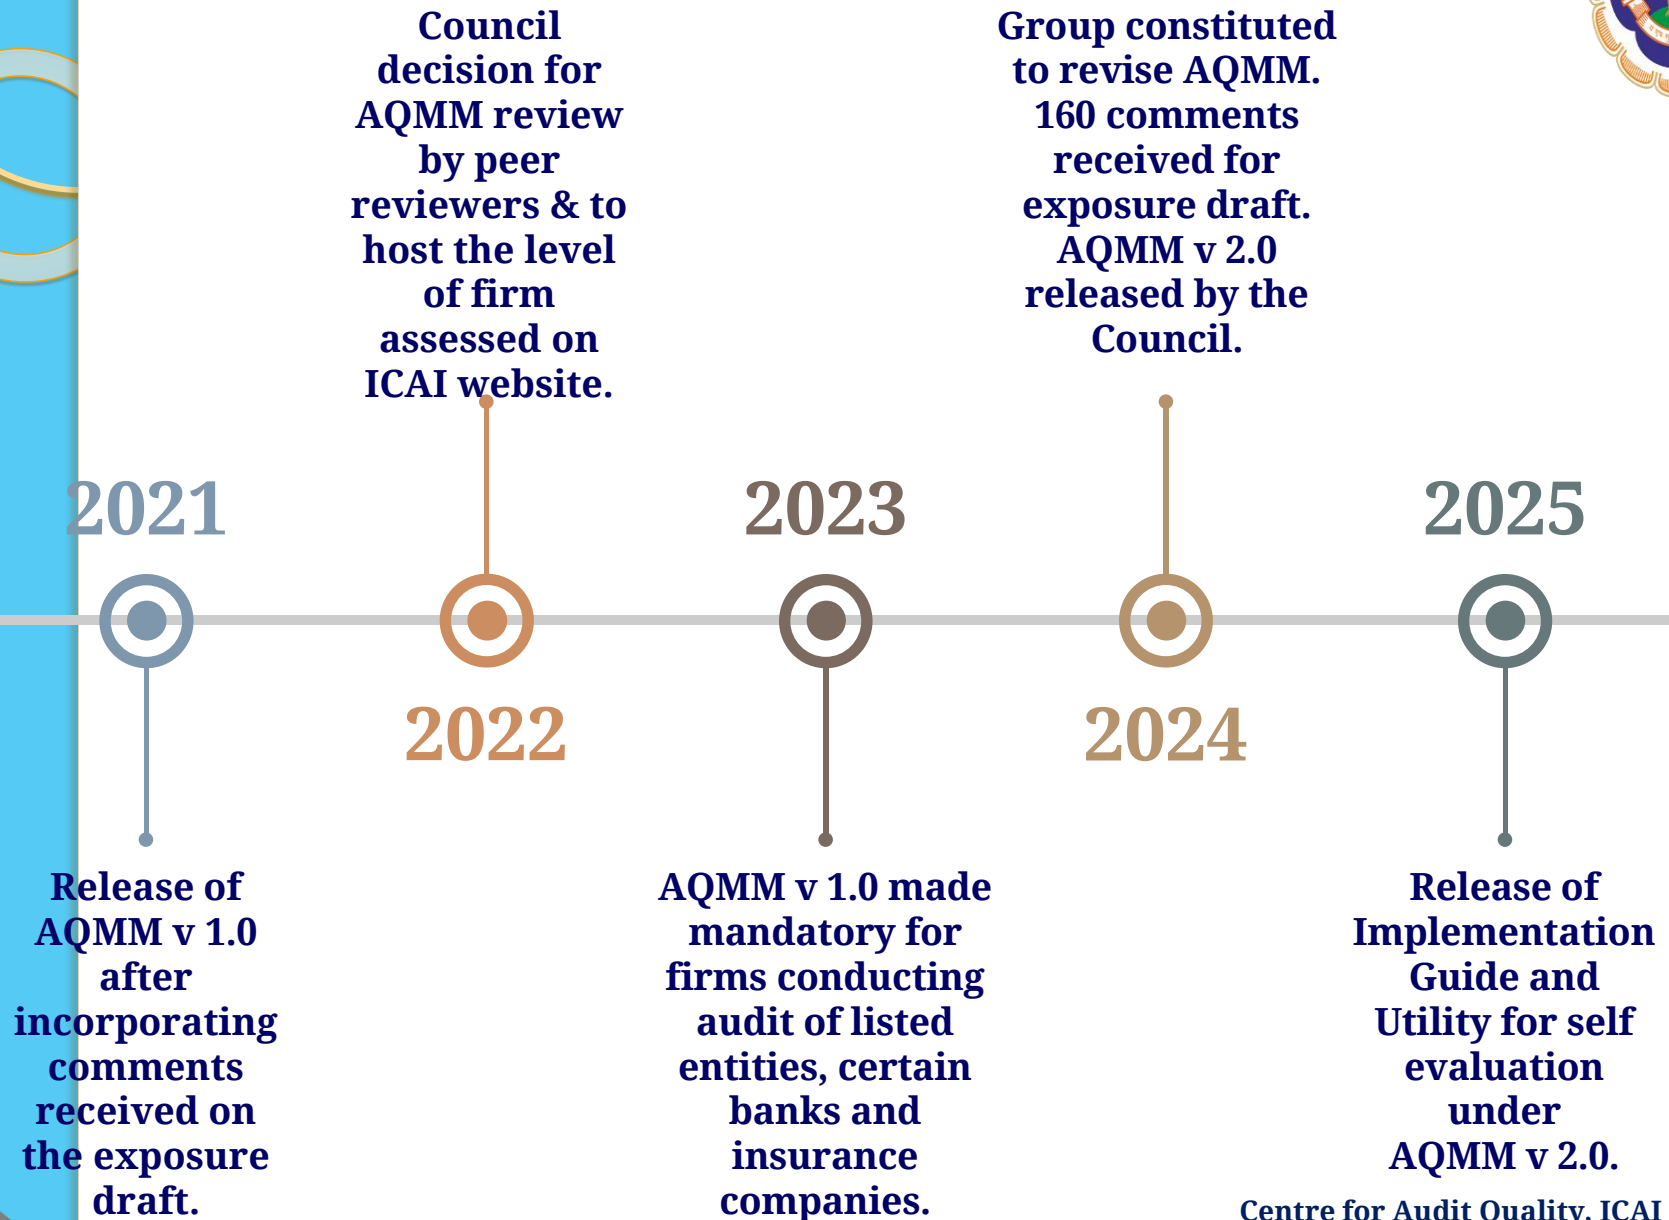 Council
decision for
AQMM review
by peer
reviewers & to
host the level
of firm
assessed on
ICAI website.
Group constituted
to revise AQMM.
160 comments
received for
exposure draft.
AQMM v 2.0
released by the
Council.
2021
2023
2025
2022
2024
Release of
AQMM v 1.0
after
incorporating
comments
received on
the exposure
draft.
AQMM v 1.0 made
mandatory for
firms conducting
audit of listed
entities, certain
banks and
insurance
companies.
Release of
Implementation
Guide and
Utility for self
evaluation
under
AQMM v 2.0.
Centre for Audit Quality, ICAI